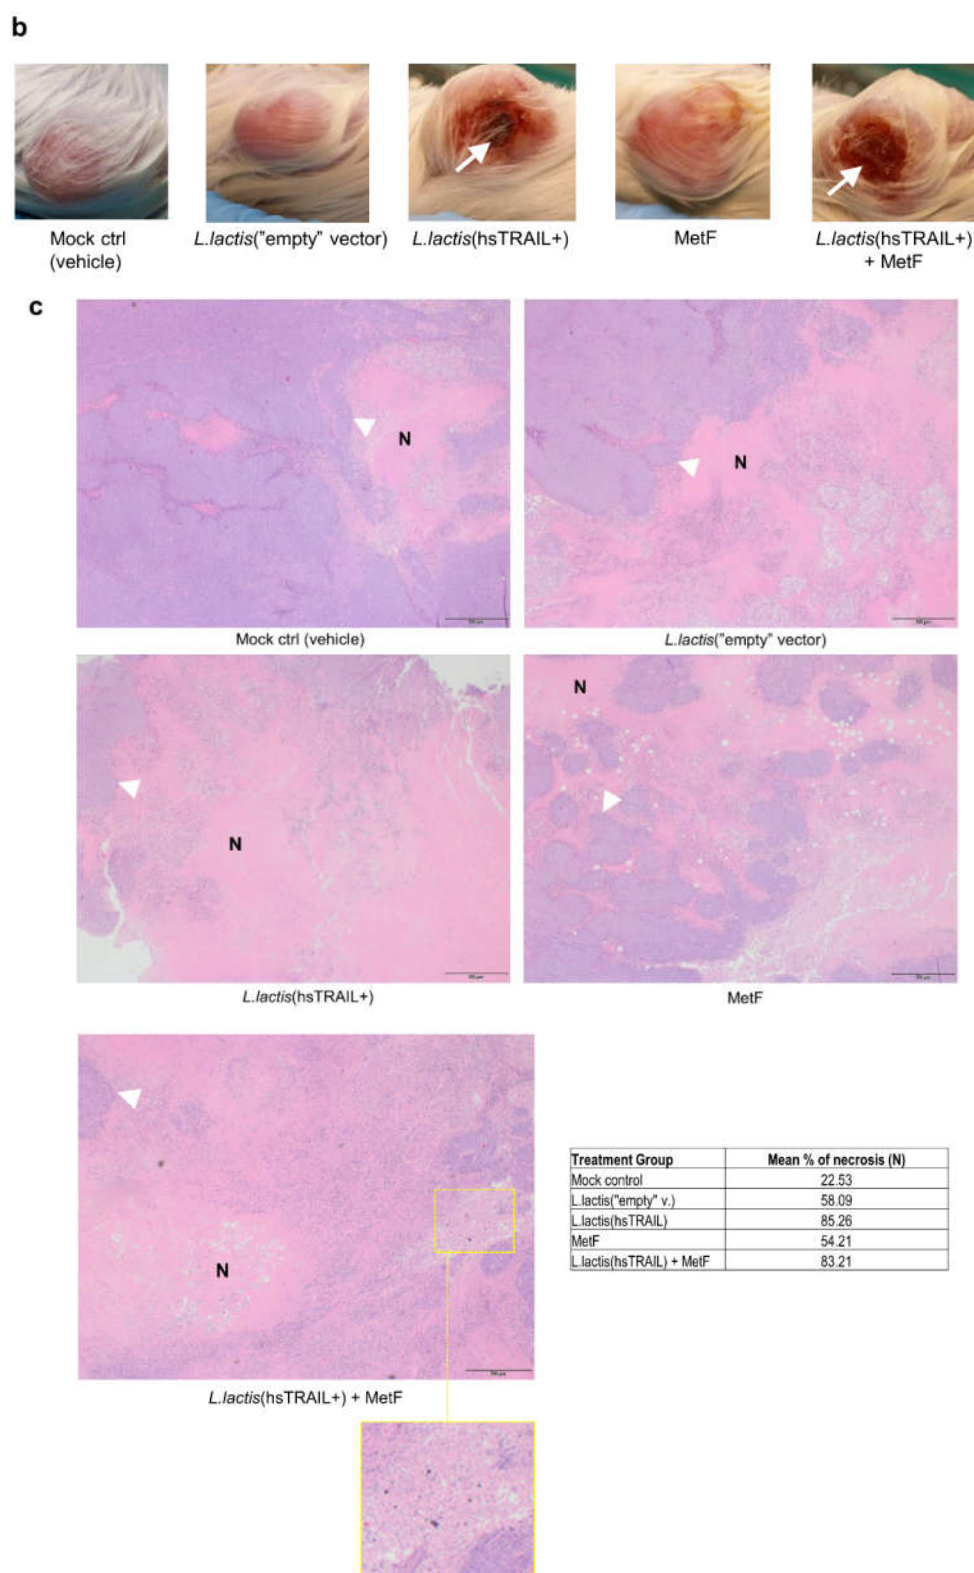 b
Mock ctrl
(vehicle)
L.lactis("empty" vector)
L.lactis(hsTRAIL+)
MetF
L.lactis(hsTRAIL+)
+ MetF
c
N
Mock ctrl (vehicle)
N
L.lactis("empty" vector)
N
L.lactis(hsTRAIL+)
N
MetF
N
L.lactis(hsTRAIL+) + MetF
Treatment Group Mean % of necrosis (N)
Mock control 22.53
L.lactis("empty" v.) 58.09
L.lactis(hsTRAIL) 85.26
MetF 54.21
L.lactis(hsTRAIL) + MetF 83.21